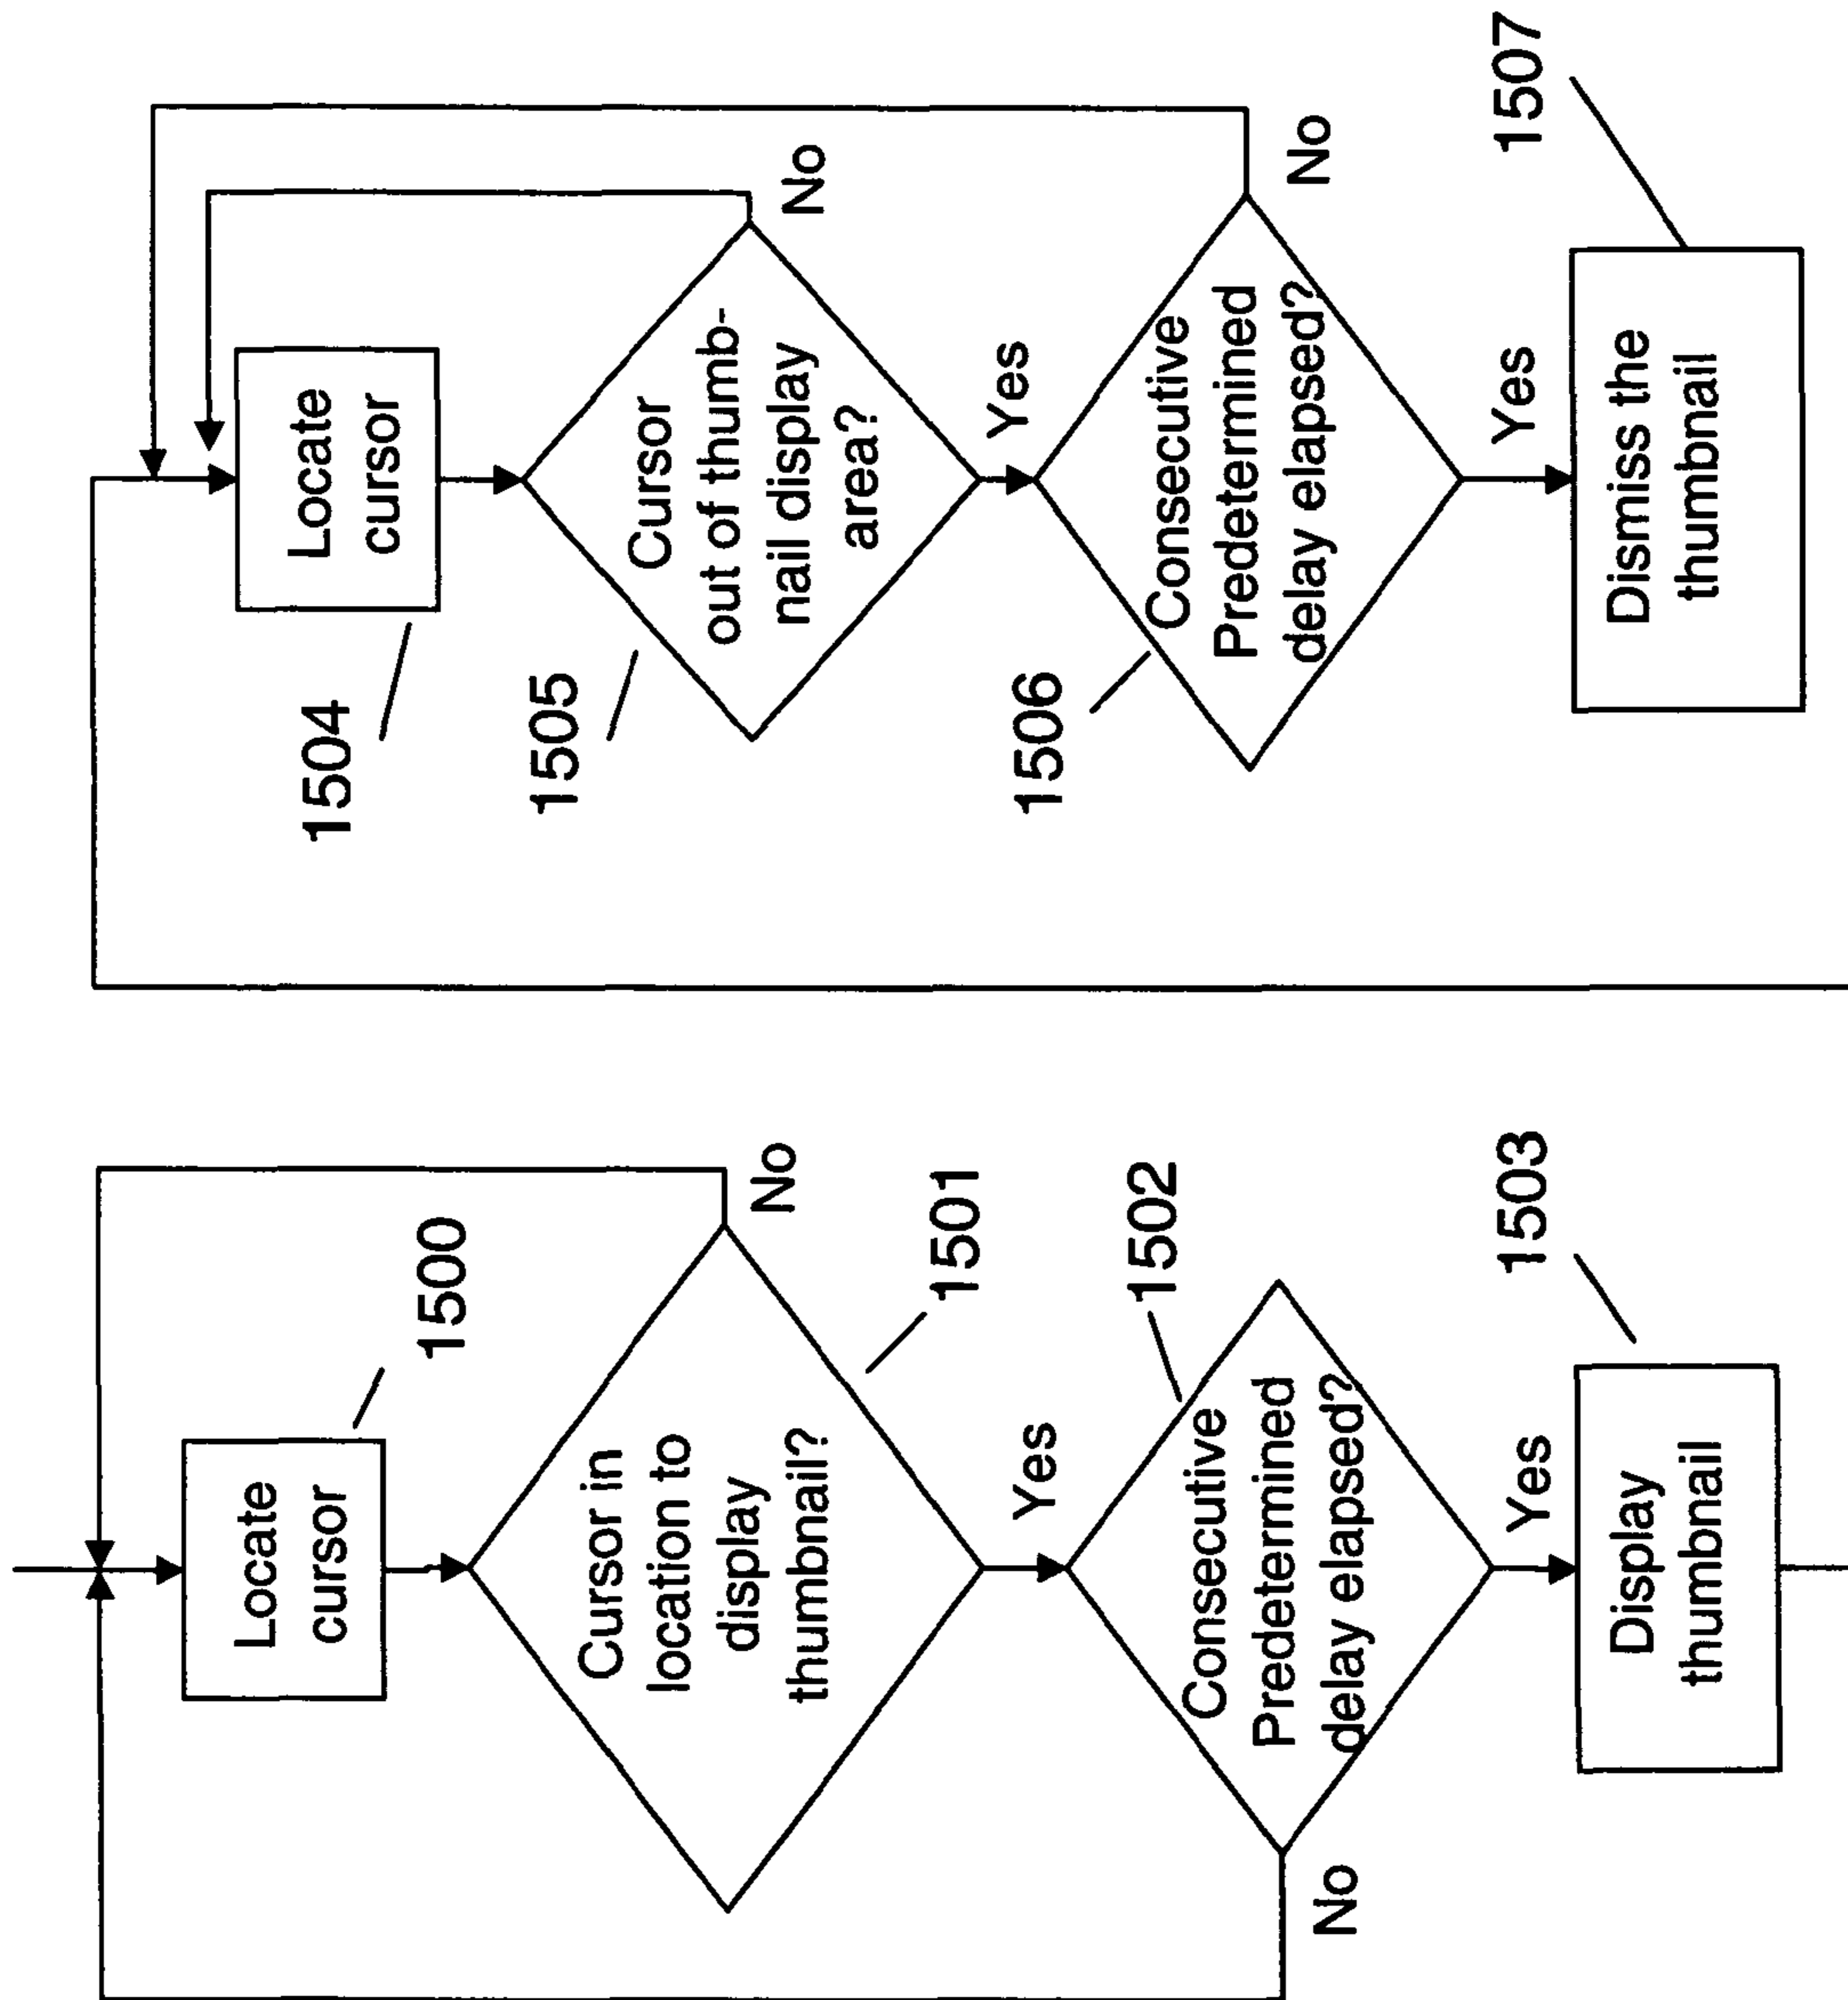 Locate
cursor
1500
Cursor in
location to
display
thumbnail?
No
1501
Yes
1502
Consecutive
Predetermined
delay elapsed?
No
Yes
1503
Display
thumbnail
1504
Locate
cursor
1505
Cursor
out of thumb-
nail display
area?
No
Yes
1506
Consecutive
Predetermined
delay elapsed?
No
Yes
1507
Dismiss the
thumbnail